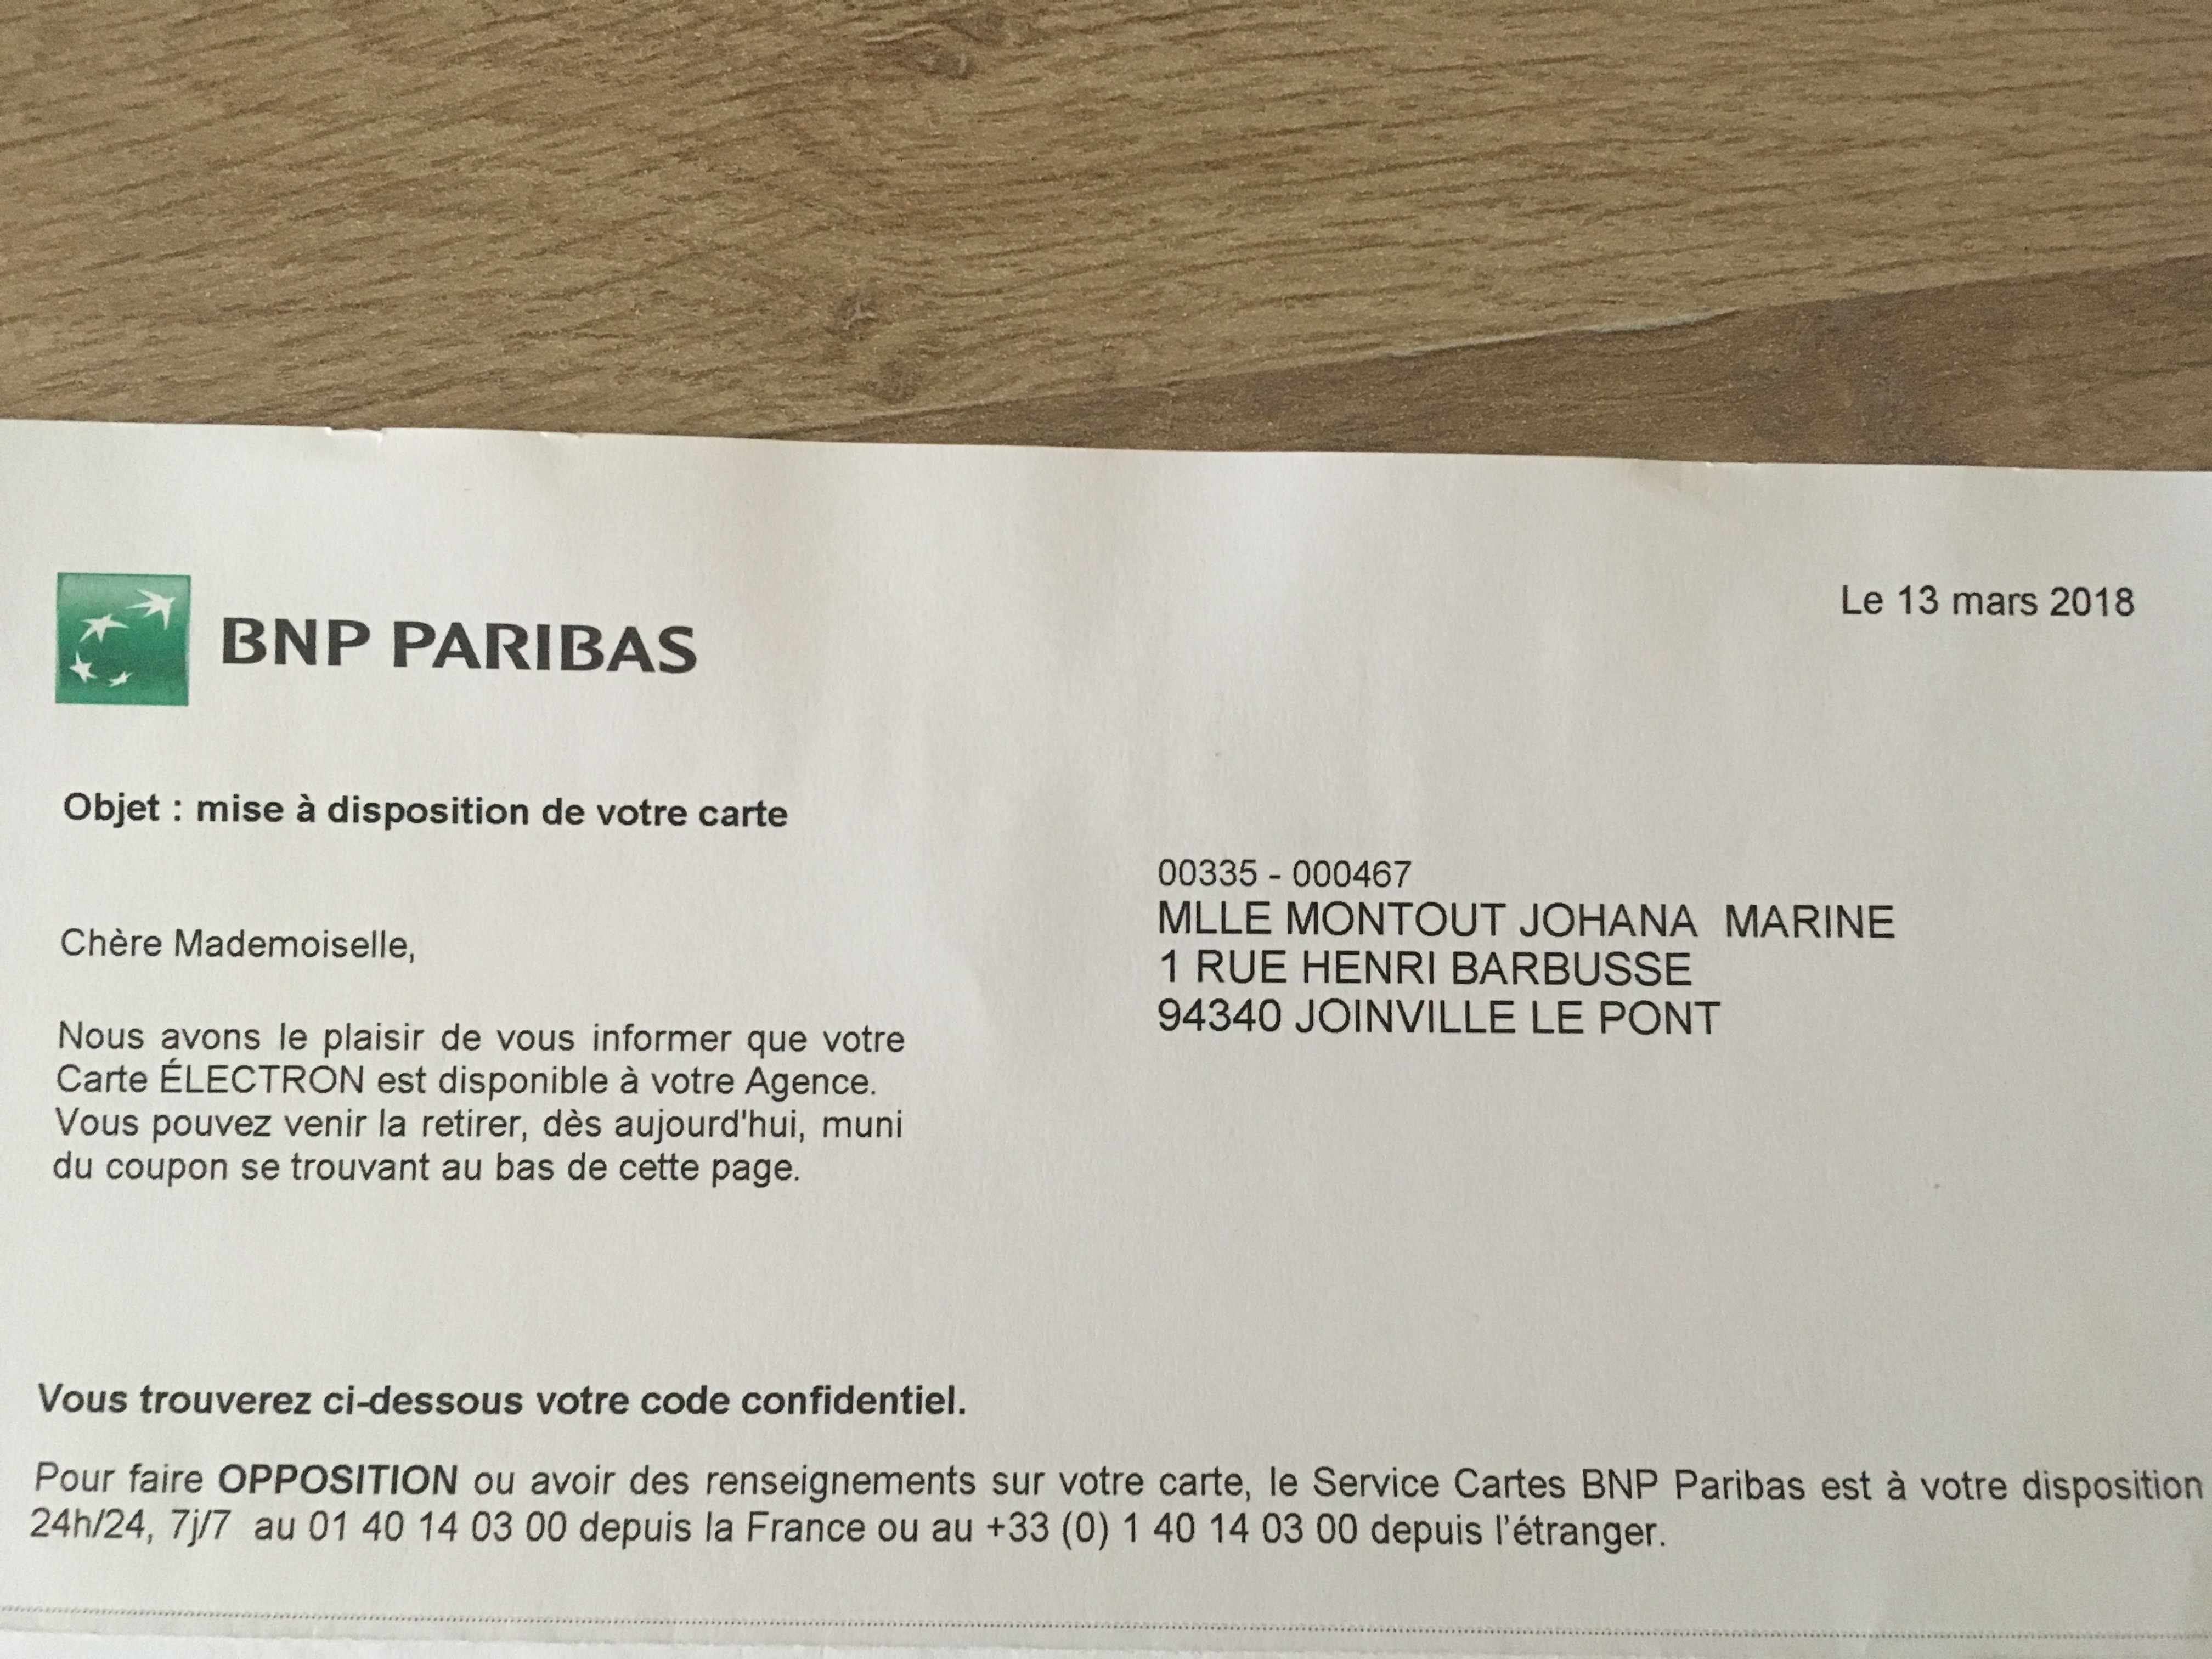 BNP PARIBAS
Le 13 mars 2018
Objet : mise à disposition de votre carte
00335 - 000467
MLLE MONTOUT JOHANA MARINE
1 RUE HENRI BARBUSSE
94340 JOINVILLE LE PONT
Chère Mademoiselle,
Nous avons le plaisir de vous informer que votre
Carte ÉLECTRON est disponible à votre Agence.
Vous pouvez venir la retirer, dès aujourd'hui, muni
du coupon se trouvant au bas de cette page.
Vous trouverez ci-dessous votre code confidentiel.
Pour faire OPPOSITION ou avoir des renseignements sur votre carte, le Service Cartes BNP Paribas est à votre disposition
24h/24, 7j/7 au 01 40 14 03 00 depuis la France ou au +33 (0) 1 40 14 03 00 depuis l'étranger.